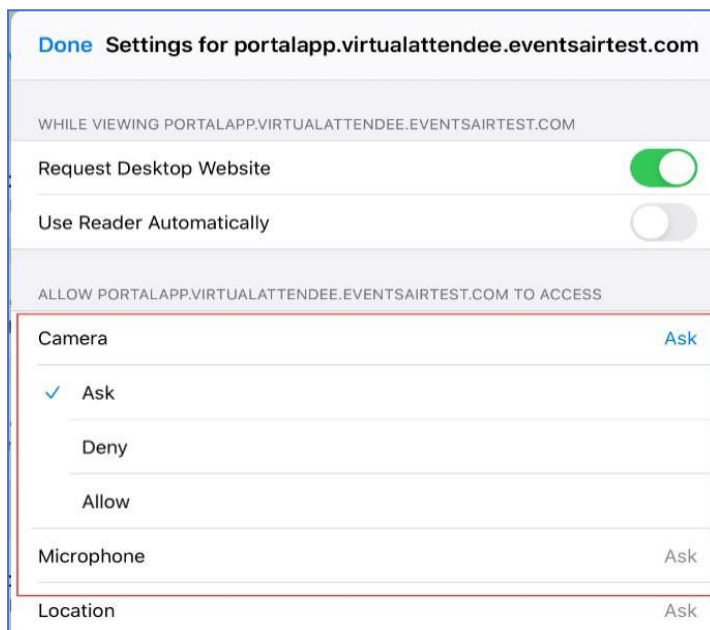 Done Settings for portalapp.virtualattendee.eventsairtest.com
WHILE VIEWING PORTALAPP.VIRTUALATTENDEE.EVENTSAIRTEST.COM
Request Desktop Website
Use Reader Automatically
ALLOW PORTALAPP.VIRTUALATTENDEE.EVENTSAIRTEST.COM TO ACCESS
Camera Ask
Ask
Deny
Allow
Microphone Ask
Location Ask